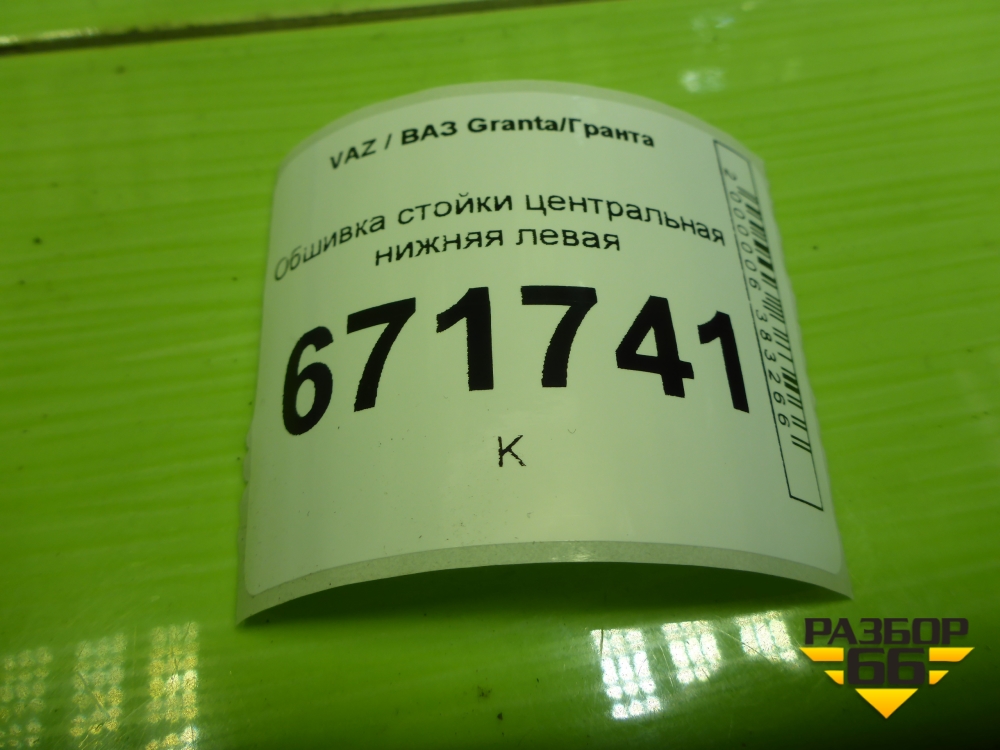 VAZ / ВАЗ Granta/Гранта
Обшивка стойки центральная
нижняя левая
671741
К
2000006383266
РАЗБОР
66